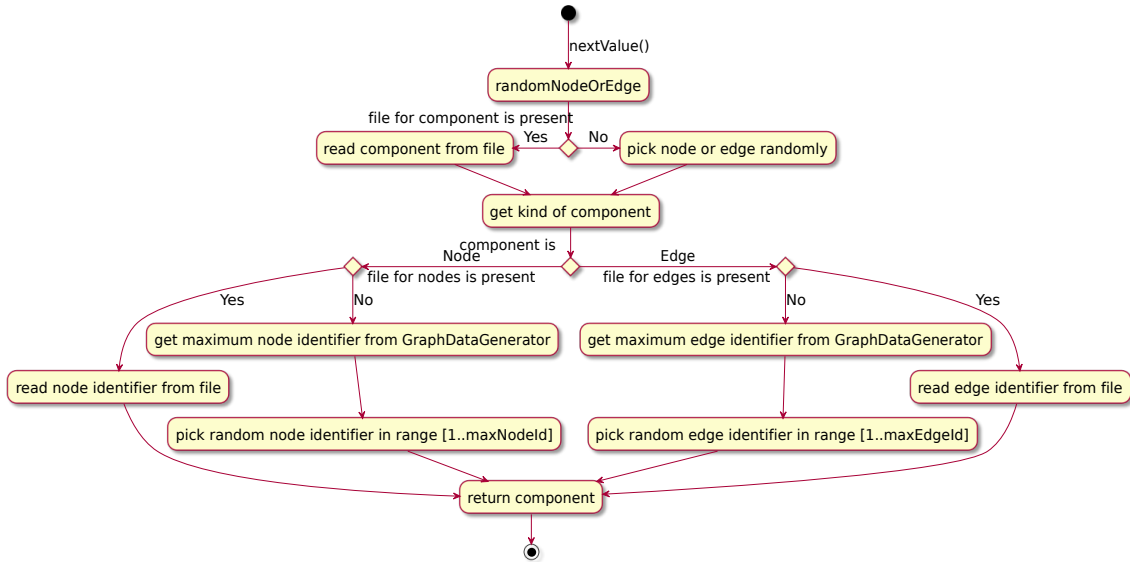 nextValue()
randomNodeOrEdge
file for component is present
Yes
No
read component from file
pick node or edge randomly
get kind of component
component is
Node
Edge
file for nodes is present
file for edges is present
Yes
No
No
Yes
get maximum node identifier from GraphDataGenerator
get maximum edge identifier from GraphDataGenerator
read node identifier from file
read edge identifier from file
pick random node identifier in range [1..maxNodeId]
pick random edge identifier in range [1..maxEdgeId]
return component